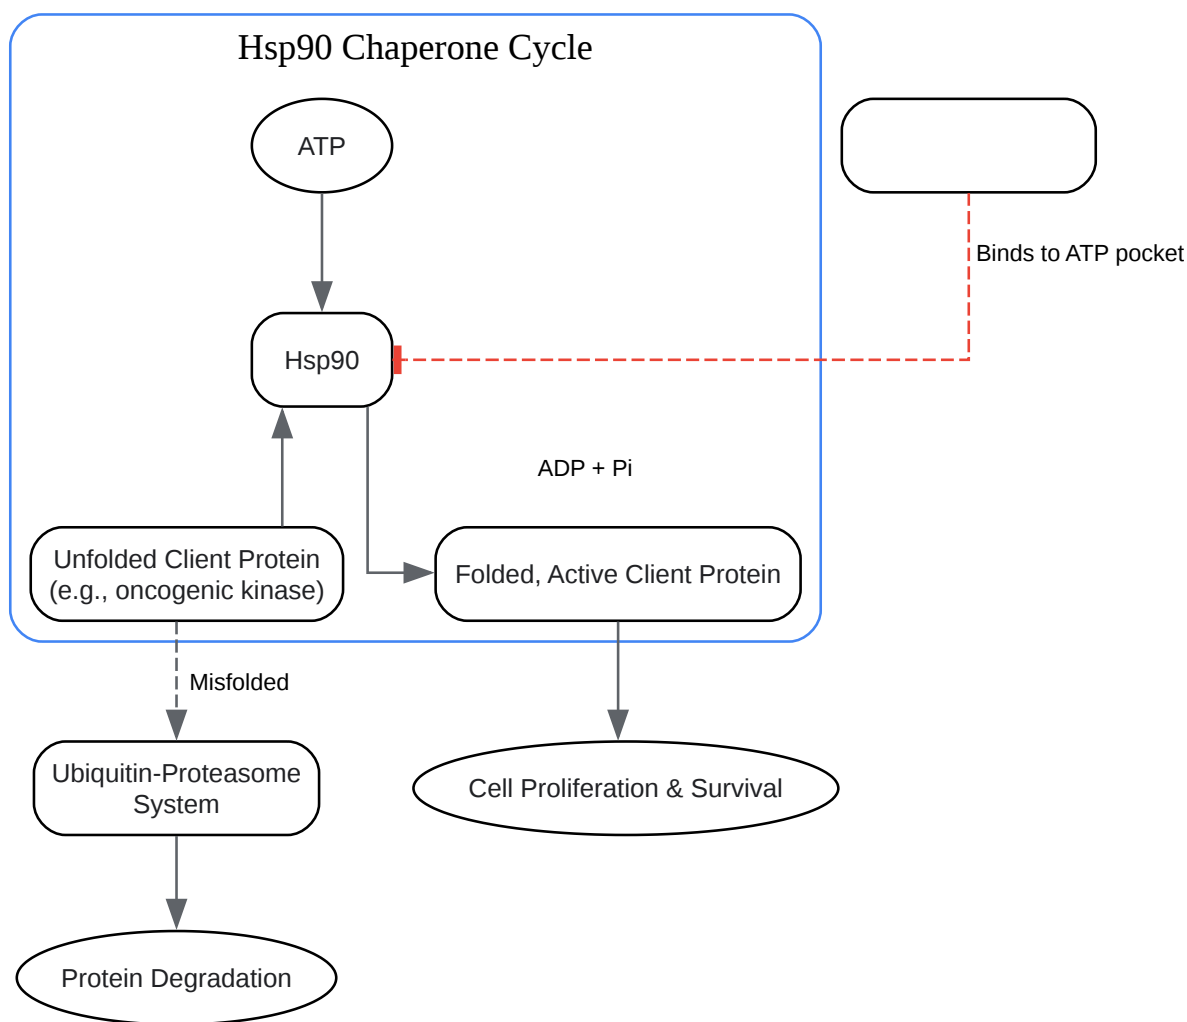 Hsp90 Chaperone Cycle
ATP
Binds to ATP pocket
Hsp90
ADP + Pi
Unfolded Client Protein
(e.g., oncogenic kinase)
Folded, Active Client Protein
Misfolded
Ubiquitin-Proteasome
System
Cell Proliferation & Survival
Protein Degradation